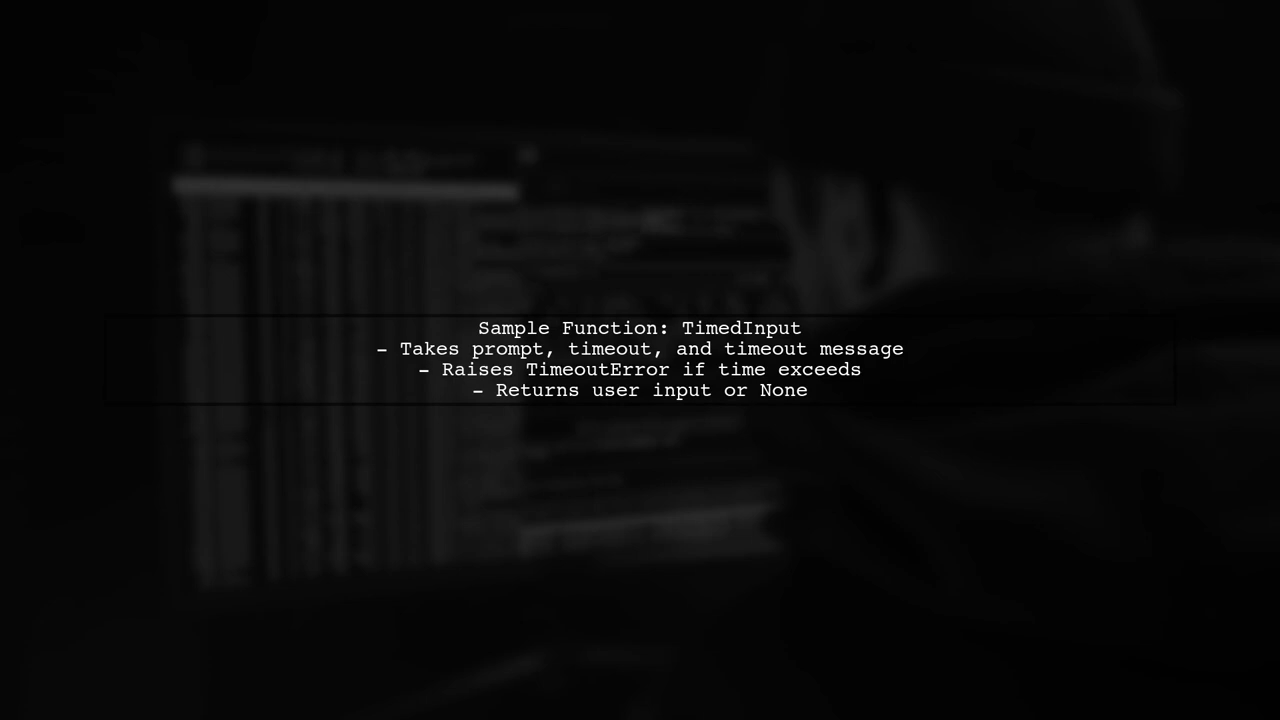 Sample Function: TimedInput
- Takes prompt, timeout, and timeout message
- Raises TimeoutError if time exceeds
- Returns user input or None